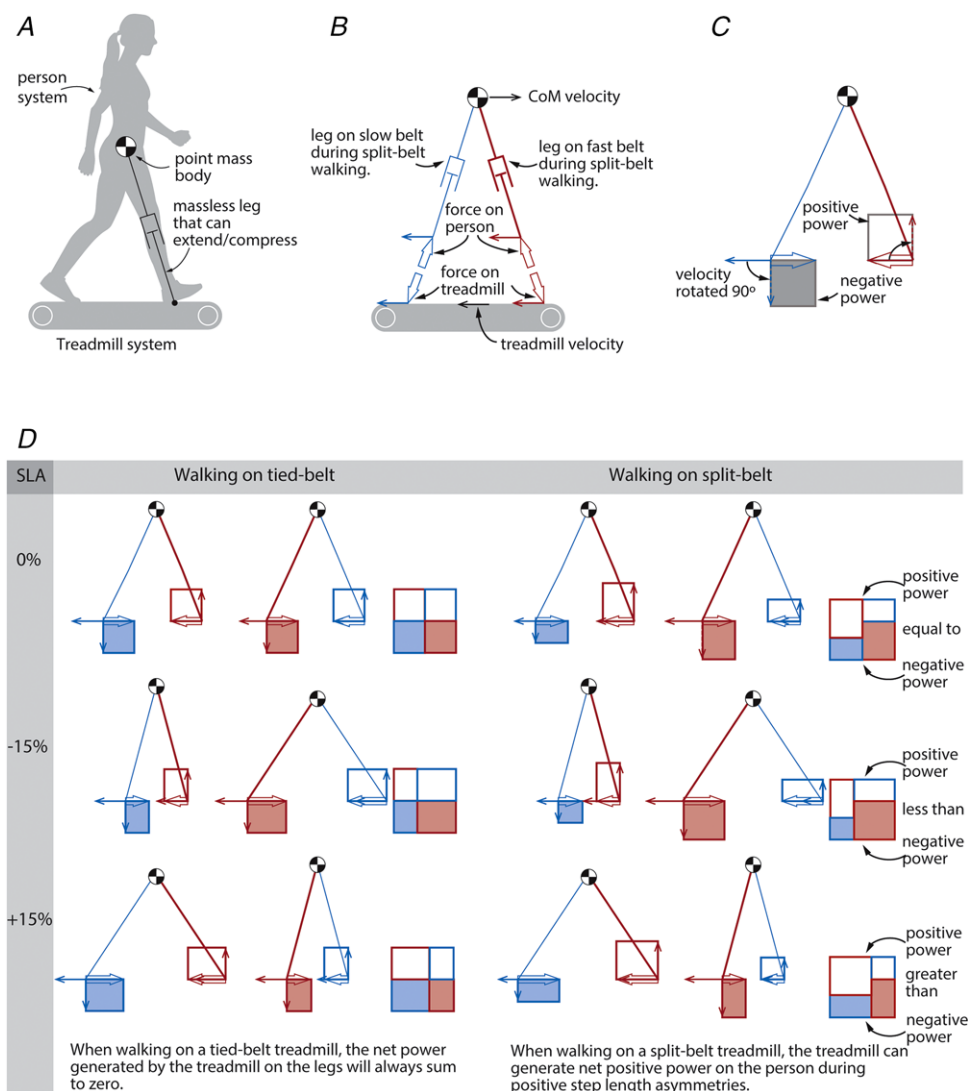 A
person
system
point mass
body
massless leg
that can
extend/compress
Treadmill system
B
CoM velocity
leg on slow belt
during split-belt
walking.
leg on fast belt
during split-belt
walking.
force on
person
force on
treadmill
treadmill velocity
C
positive
power
velocity
rotated 90º
negative
power
D
SLA
Walking on tied-belt
Walking on split-belt
0%
positive
power
equal to
negative
power
-15%
positive
power
less than
negative
power
+15%
positive
power
greater
than
negative
power
When walking on a tied-belt treadmill, the net power
generated by the treadmill on the legs will always sum
to zero.
When walking on a split-belt treadmill, the treadmill can
generate net positive power on the person during
positive step length asymmetries.